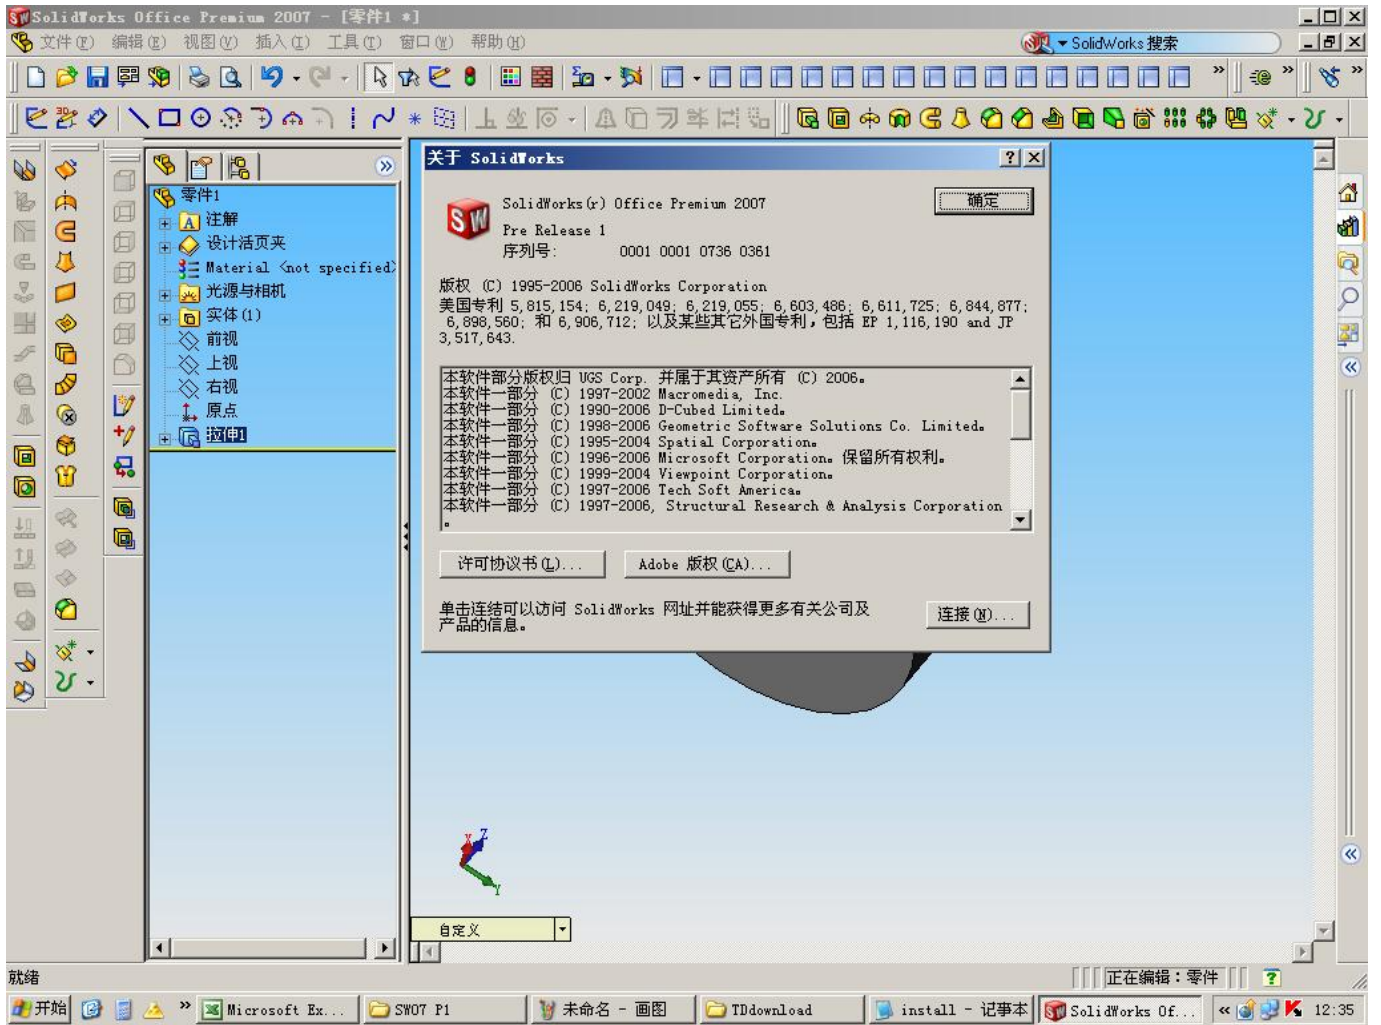 SolidWorks Office Premium 2007 - [零件1 *]
文件(F) 编辑(E) 视图(V) 插入(I) 工具(T) 窗口(W) 帮助(H)
SolidWorks 搜索
关于 SolidWorks
SolidWorks(r) Office Premium 2007
确定
Pre Release 1
序列号: 0001 0001 0736 0361
版权 (C) 1995-2006 SolidWorks Corporation
美国专利 5,815,154; 6,219,049; 6,219,055; 6,603,486; 6,611,725; 6,844,877;
6,898,560; 和 6,906,712; 以及某些其它外国专利，包括 EP 1,116,190 and JP
3,517,643.
本软件部分版权归 UGS Corp. 并属于其资产所有 (C) 2006。
本软件一部分 (C) 1997-2002 Macromedia, Inc.
本软件一部分 (C) 1990-2006 D-Cubed Limited。
本软件一部分 (C) 1998-2006 Geometric Software Solutions Co. Limited。
本软件一部分 (C) 1995-2004 Spatial Corporation。
本软件一部分 (C) 1996-2006 Microsoft Corporation。保留所有权利。
本软件一部分 (C) 1999-2004 Viewpoint Corporation。
本软件一部分 (C) 1997-2006 Tech Soft America。
本软件一部分 (C) 1997-2006, Structural Research & Analysis Corporation
。
许可协议书(L)... Adobe 版权(CA)...
单击连结可以访问 SolidWorks 网址并能获得更多有关公司及
产品的信息。
连接(N)...
零件1
注解
设计活页夹
Material <not specified>
光源与相机
实体(1)
前视
上视
右视
原点
拉伸1
X Z
Y
自定义
就绪
正在编辑：零件
开始 Microsoft Ex... SW07 P1 未命名 - 画图 TDdownload install - 记事本 SolidWorks Of... 12:35